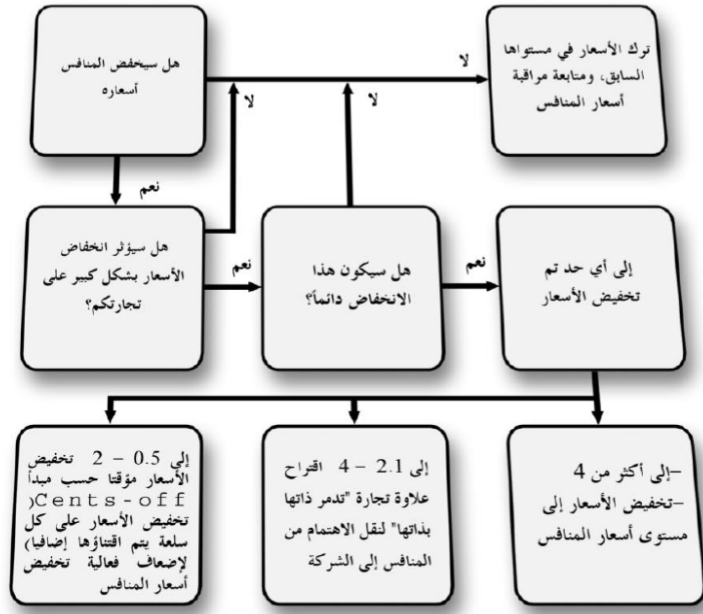 هل سيخفض المنافس
أسعاره
لا
ترك الأسعار في مستواها
السابق، ومتابعة مراقبة
أسعار المنافس
لا
لا
نعم
هل سيؤثر انخفاض
الأسعار بشكل كبير على
تجارتكم؟
نعم
هل سيكون هذا
الانخفاض دائماً؟
نعم
إلى أي حد تم
تخفيض الأسعار
إلى 0.5 – 2 تخفيض
الأسعار مؤقتا حسب مبدأ
Cents-off(
تخفيض الأسعار على كل
سلعة يتم اقتناؤها إضافيا)
لإضعاف فعالية تخفيض
أسعار المنافس
إلى 2.1 – 4 اقتراح
علاوة تجارة "تدمر ذاتها
بذاتها" لنقل الاهتمام من
المنافس إلى الشركة
–إلى أكثر من 4
–تخفيض الأسعار إلى
مستوى أسعار المنافس